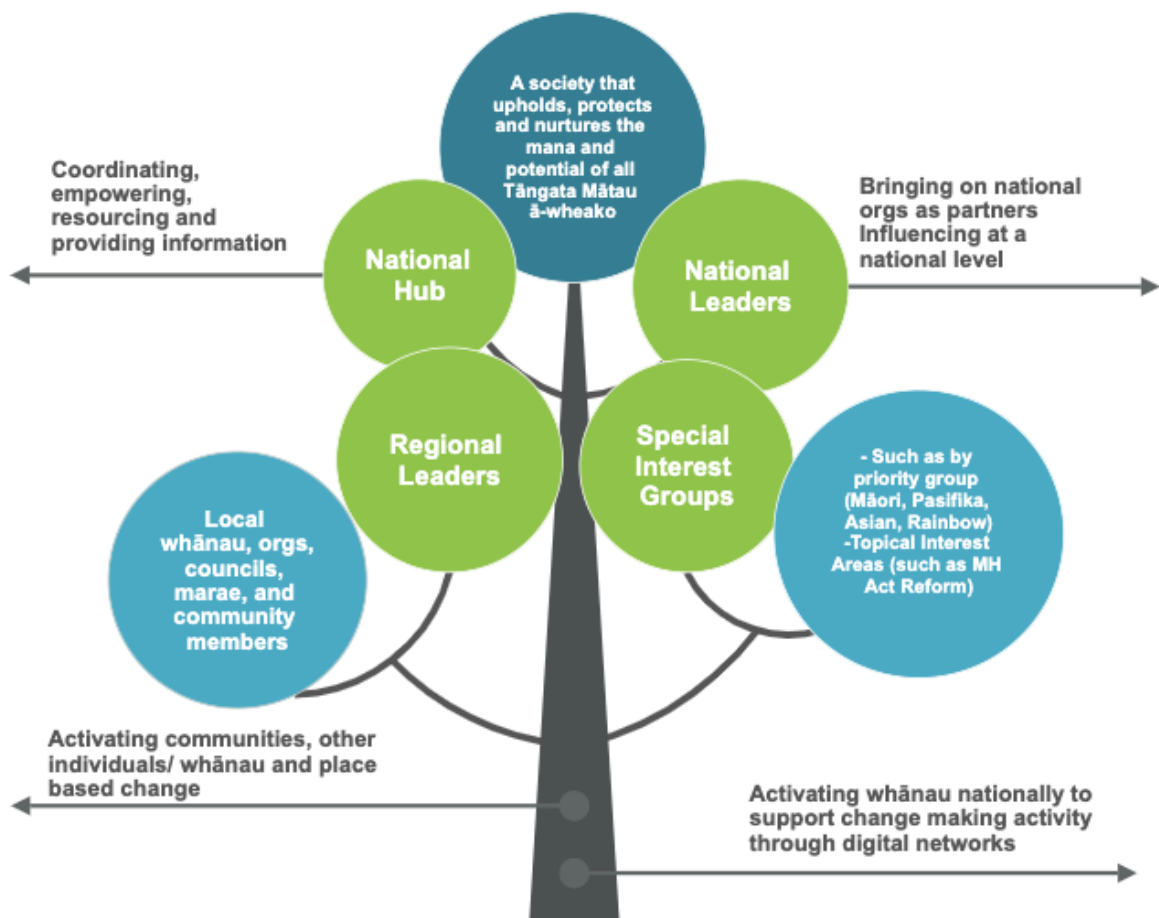 A society that
upholds, protects
and nurtures the
mana and
potential of all
Tāngata Mātau
ā-wheako
Coordinating,
empowering,
resourcing and
providing information
Bringing on national
orgs as partners
Influencing at a
national level
National
Hub
National
Leaders
Regional
Leaders
Special
Interest
Groups
Local
whānau, orgs,
councils,
marae, and
community
members
- Such as by
priority group
(Māori, Pasifika,
Asian, Rainbow)
-Topical Interest
Areas (such as MH
Act Reform)
Activating communities, other
individuals/ whānau and place
based change
Activating whānau nationally to
support change making activity
through digital networks